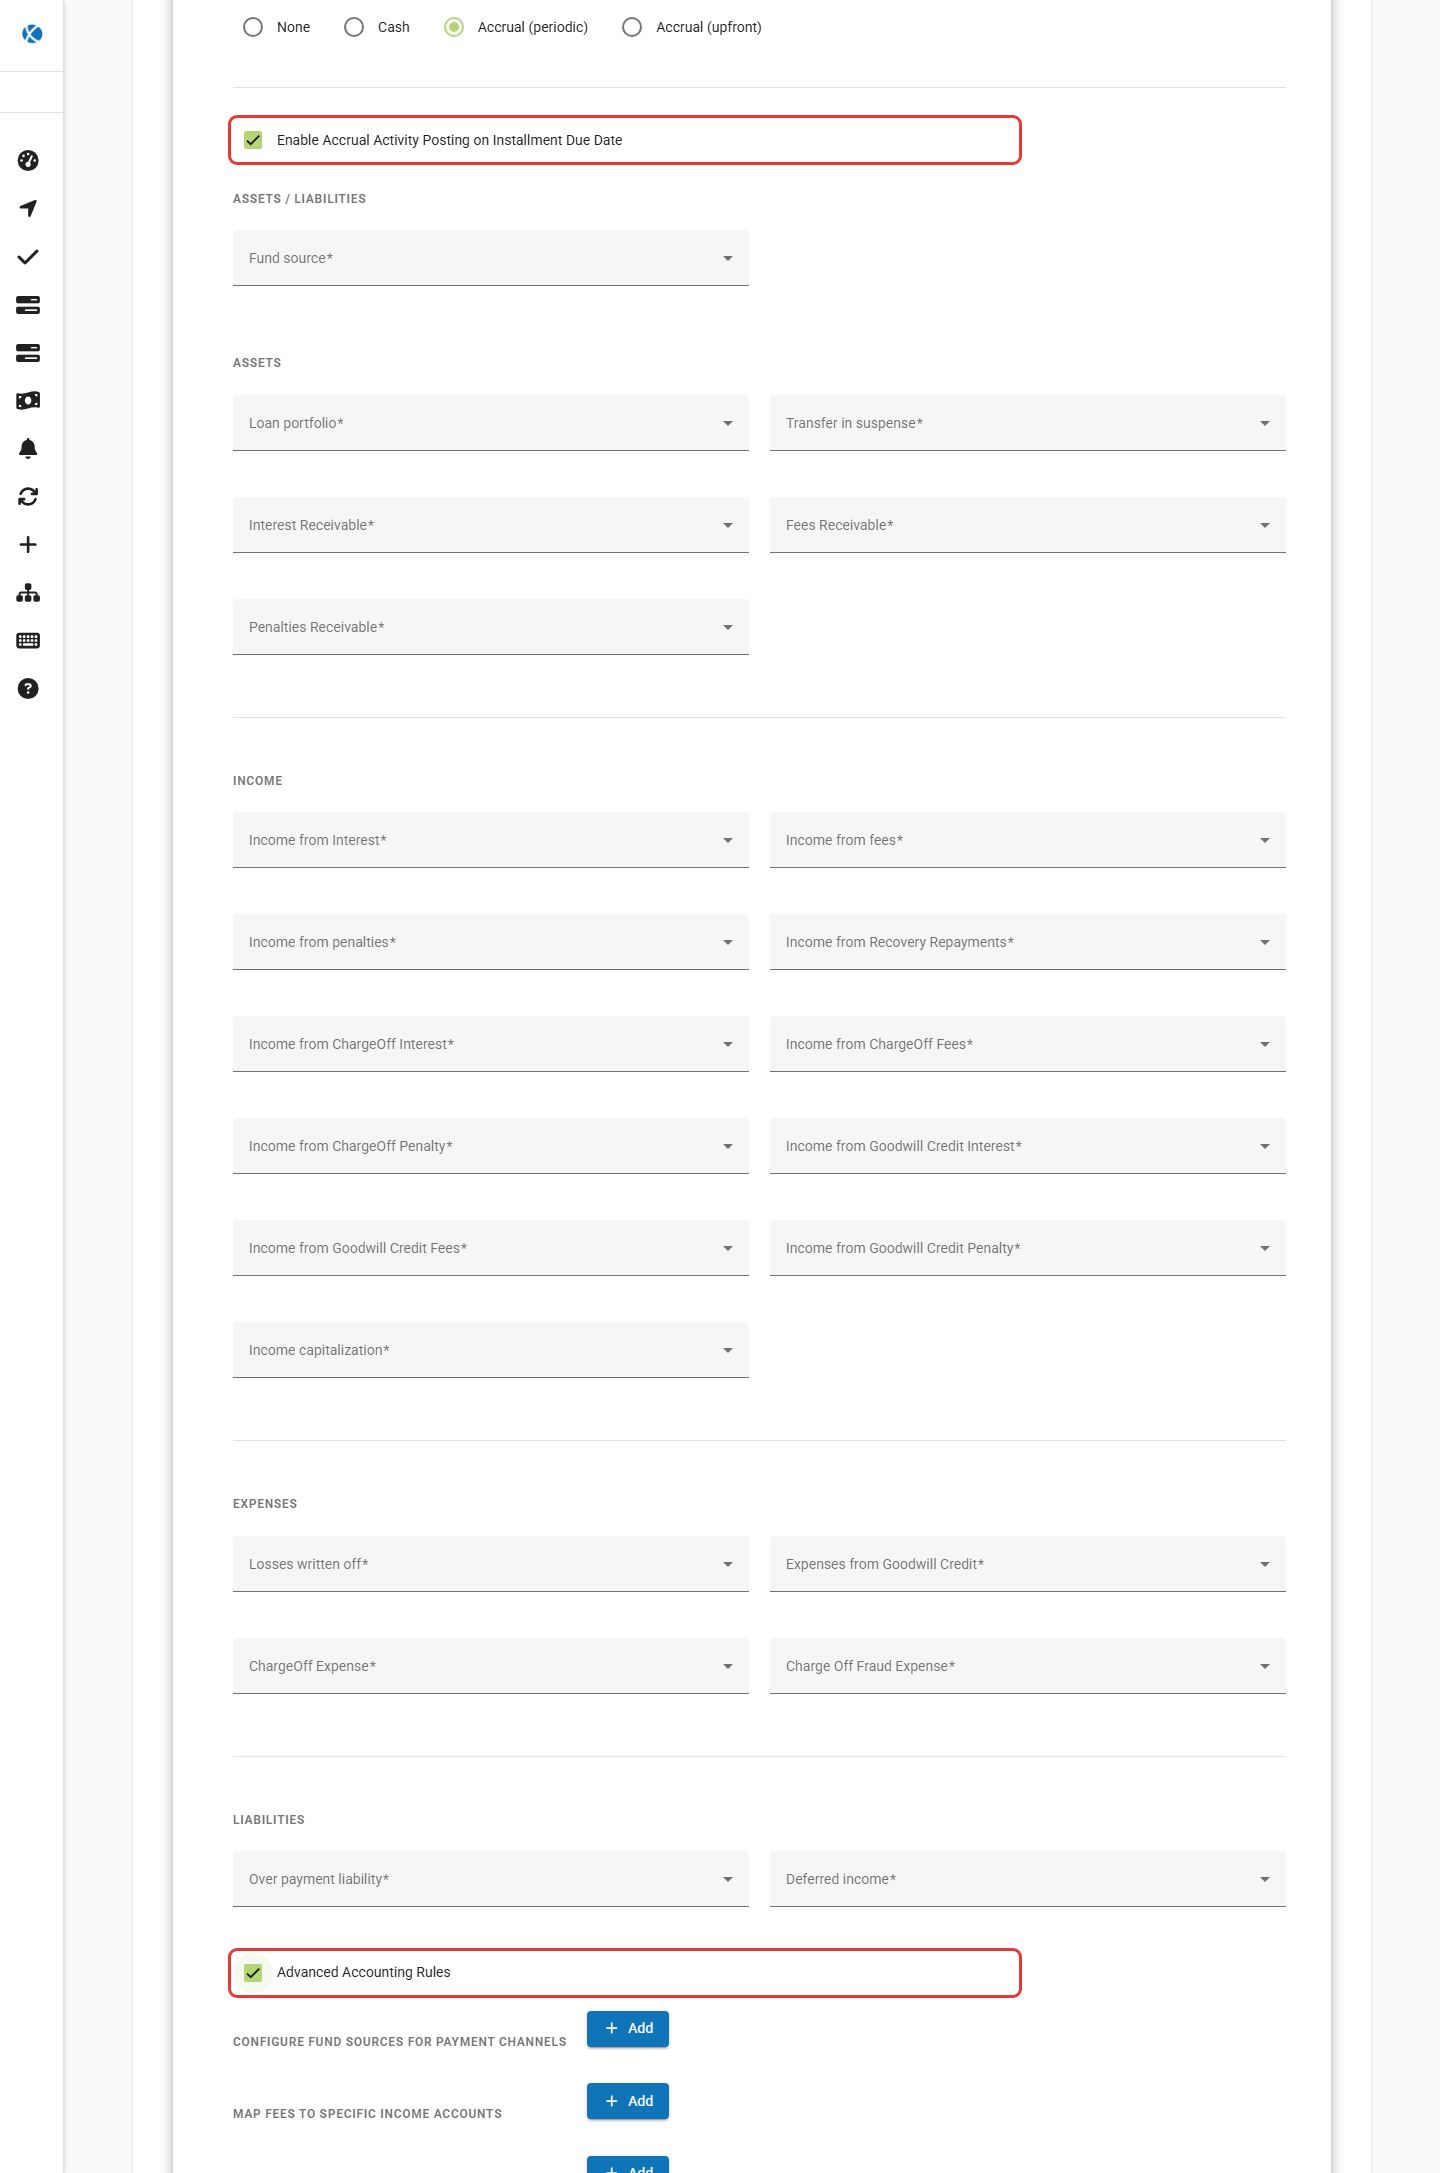 None Cash Accrual (periodic) Accrual (upfront)
Enable Accrual Activity Posting on Installment Due Date
ASSETS / LIABILITIES
Fund source*
ASSETS
Loan portfolio* Transfer in suspense*
Interest Receivable* Fees Receivable*
Penalties Receivable*
INCOME
Income from Interest* Income from fees*
Income from penalties* Income from Recovery Repayments*
Income from ChargeOff Interest* Income from ChargeOff Fees*
Income from ChargeOff Penalty* Income from Goodwill Credit Interest*
Income from Goodwill Credit Fees* Income from Goodwill Credit Penalty*
Income capitalization*
EXPENSES
Losses written off* Expenses from Goodwill Credit*
ChargeOff Expense* Charge Off Fraud Expense*
LIABILITIES
Over payment liability* Deferred income*
Advanced Accounting Rules
CONFIGURE FUND SOURCES FOR PAYMENT CHANNELS + Add
MAP FEES TO SPECIFIC INCOME ACCOUNTS + Add
+ Add